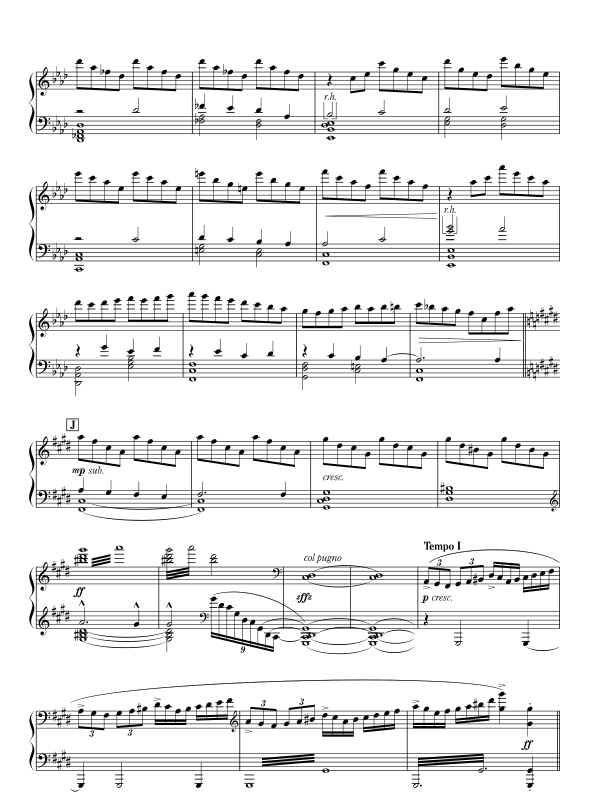 r.h.
r.h.
J
mp sub.
cresc.
ff
col pugno
sffz
Tempo I
3 3
p cresc.
9
3 3 3 3
ff